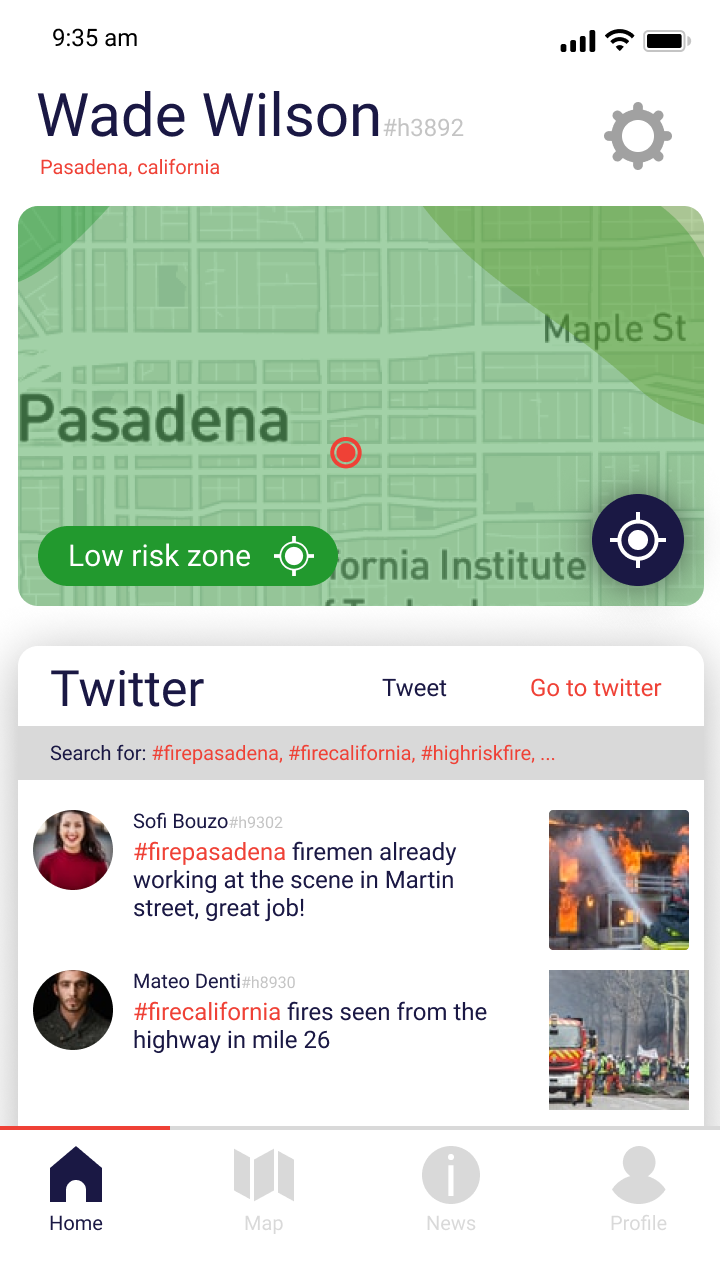 9:35 am
Wade Wilson#h3892
Pasadena, california
Maple St
Pasadena
Low risk zone
fornia Institute
Twitter Tweet Go to twitter
Search for: #firepasadena, #firecalifornia, #highriskfire, ...
Sofi Bouzo#h9302
#firepasadena firemen already
working at the scene in Martin
street, great job!
Mateo Denti#h8930
#firecalifornia fires seen from the
highway in mile 26
Home Map News Profile